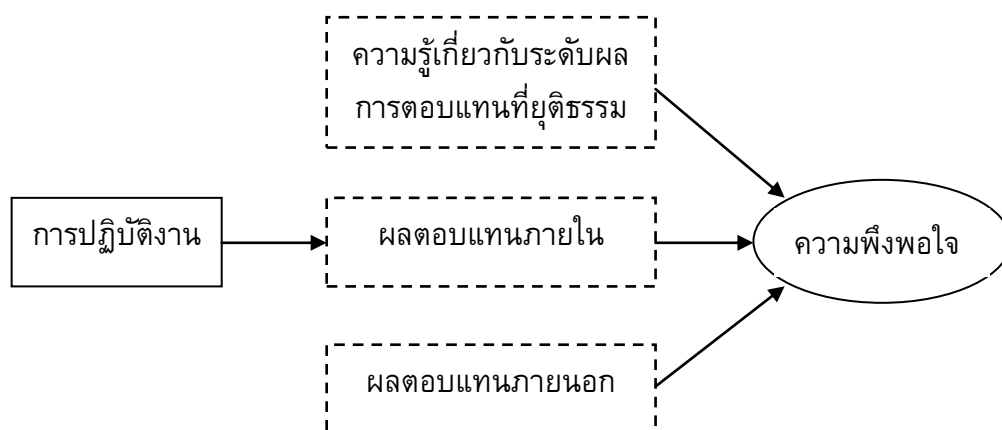 ความรู้เกี่ยวกับระดับผล
การตอบแทนที่ยุติธรรม
การปฏิบัติงาน
ผลตอบแทนภายใน
ความพึงพอใจ
ผลตอบแทนภายนอก